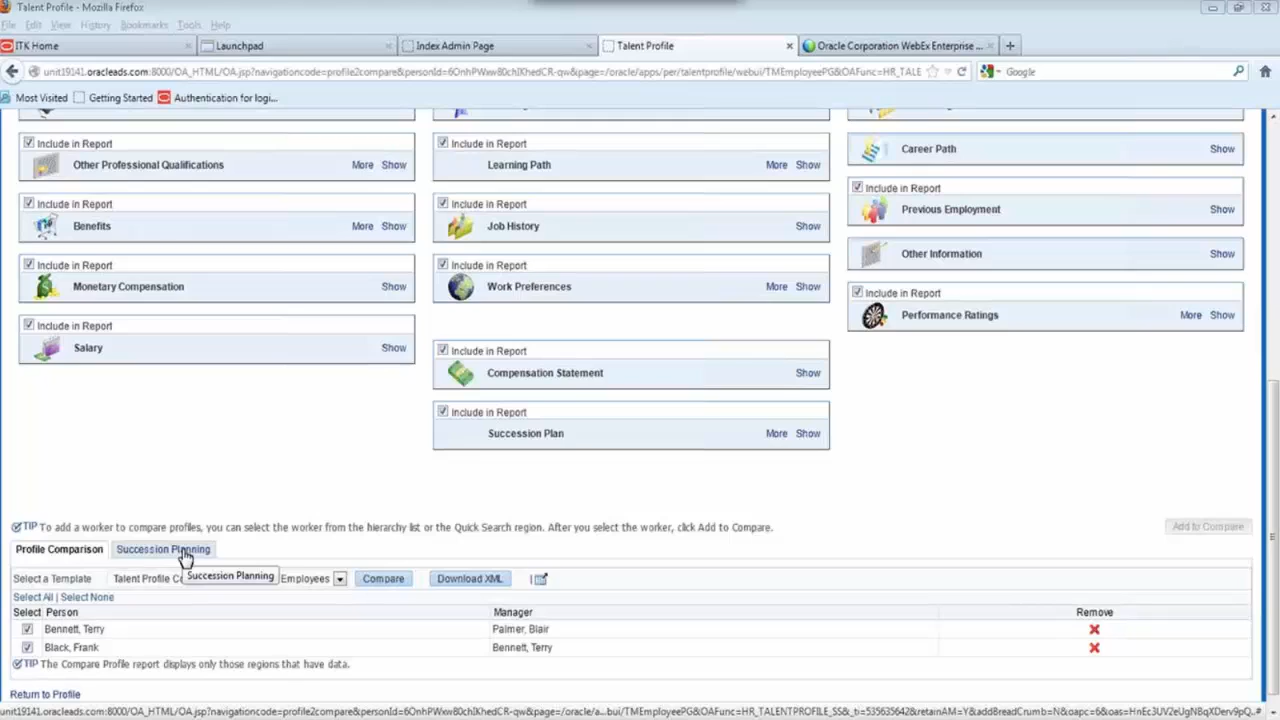 Talent Profile - Mozilla Firefox
File Edit View History Bookmarks Tools Help
ITK Home Launchpad Index Admin Page Talent Profile Oracle Corporation WebEx Enterprise ...
Google
Most Visited Getting Started Authentication for logi...
Include in Report
Other Professional Qualifications More Show
Include in Report
Benefits More Show
Include in Report
Monetary Compensation Show
Include in Report
Salary Show
Include in Report
Learning Path More Show
Include in Report
Job History Show
Include in Report
Work Preferences More Show
Include in Report
Compensation Statement Show
Include in Report
Succession Plan More Show
Career Path Show
Include in Report
Previous Employment Show
Other Information Show
Include in Report
Performance Ratings More Show
TIP To add a worker to compare profiles, you can select the worker from the hierarchy list or the Quick Search region. After you select the worker, click Add to Compare.
Add to Compare
Profile Comparison Succession Planning
Succession Planning
Select a Template Talent Profile Employees Compare Download XML
Select All | Select None
Select Person Manager Remove
Bennett, Terry Palmer, Blair
Black, Frank Bennett, Terry
TIP The Compare Profile report displays only those regions that have data.
Return to Profile